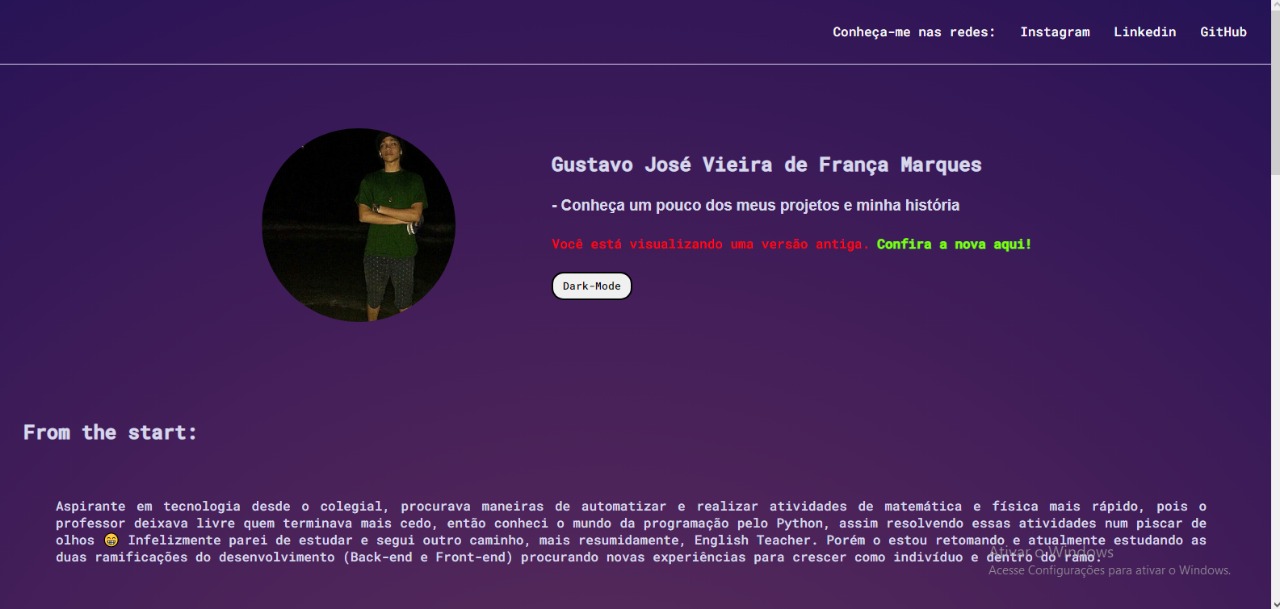 Conheça-me nas redes: Instagram Linkedin GitHub
Gustavo José Vieira de França Marques
- Conheça um pouco dos meus projetos e minha história
Você está visualizando uma versão antiga. Confira a nova aqui!
Dark-Mode
From the start:
Aspirante em tecnologia desde o colegial, procurava maneiras de automatizar e realizar atividades de matemática e física mais rápido, pois o
professor deixava livre quem terminava mais cedo, então conheci o mundo da programação pelo Python, assim resolvendo essas atividades num piscar de
olhos 😁 Infelizmente parei de estudar e segui outro caminho, mais resumidamente, English Teacher. Porém o estou retomando e atualmente estudando as
duas ramificações do desenvolvimento (Back-end e Front-end) procurando novas experiências para crescer como indivíduo e dentro do ramo.
Ativar o Windows
Acesse Configurações para ativar o Windows.